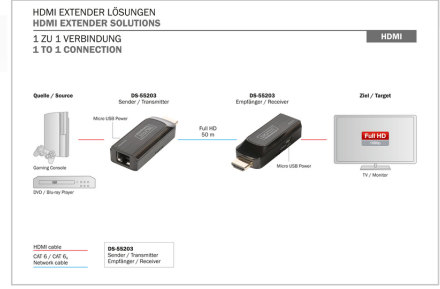 HDMI EXTENDER LÖSUNGEN
HDMI EXTENDER SOLUTIONS
1 ZU 1 VERBINDUNG
1 TO 1 CONNECTION
HDMI
Quelle / Source
DS-55203
Sender / Transmitter
DS-55203
Empfänger / Receiver
Ziel / Target
Micro USB Power
Full HD
50 m
Full HD
1080p
Micro USB Power
Gaming Console
TV / Monitor
DVD / Blu-ray Player
HDMI cable
CAT 6 / CAT 6A
Network cable
DS-55203
Sender / Transmitter
Empfänger / Receiver